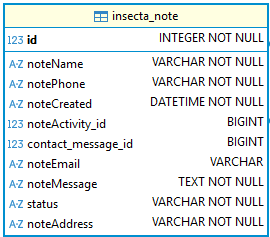 insecta_note
123 id INTEGER NOT NULL
A-Z noteName VARCHAR NOT NULL
A-Z notePhone VARCHAR NOT NULL
A-Z noteCreated DATETIME NOT NULL
123 noteActivity_id BIGINT
123 contact_message_id BIGINT
A-Z noteEmail VARCHAR
A-Z noteMessage TEXT NOT NULL
A-Z status VARCHAR NOT NULL
A-Z noteAddress VARCHAR NOT NULL